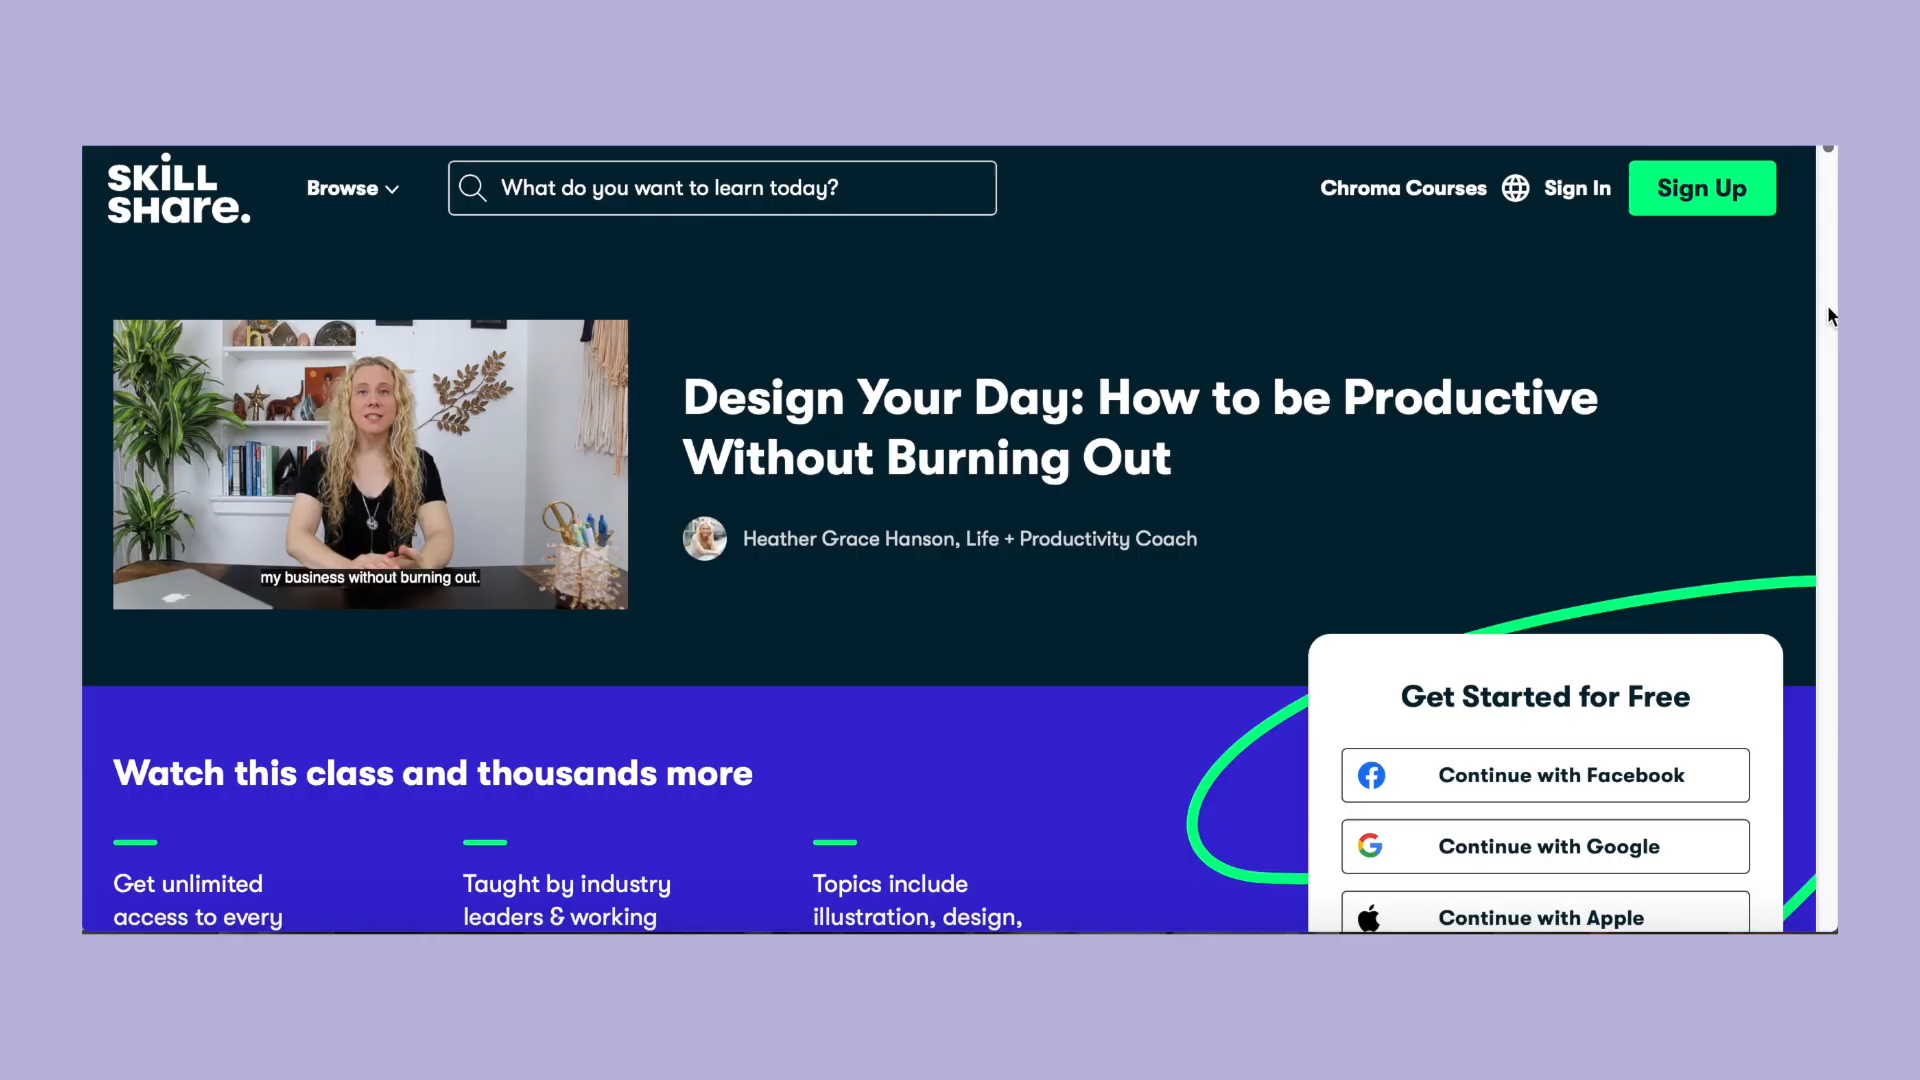 SKILL
SHare.
Browse
What do you want to learn today?
Chroma Courses
Sign In
Sign Up
my business without burning out.
Design Your Day: How to be Productive
Without Burning Out
Heather Grace Hanson, Life + Productivity Coach
Get Started for Free
Continue with Facebook
Continue with Google
Continue with Apple
Watch this class and thousands more
Get unlimited
access to every
Taught by industry
leaders & working
Topics include
illustration, design,